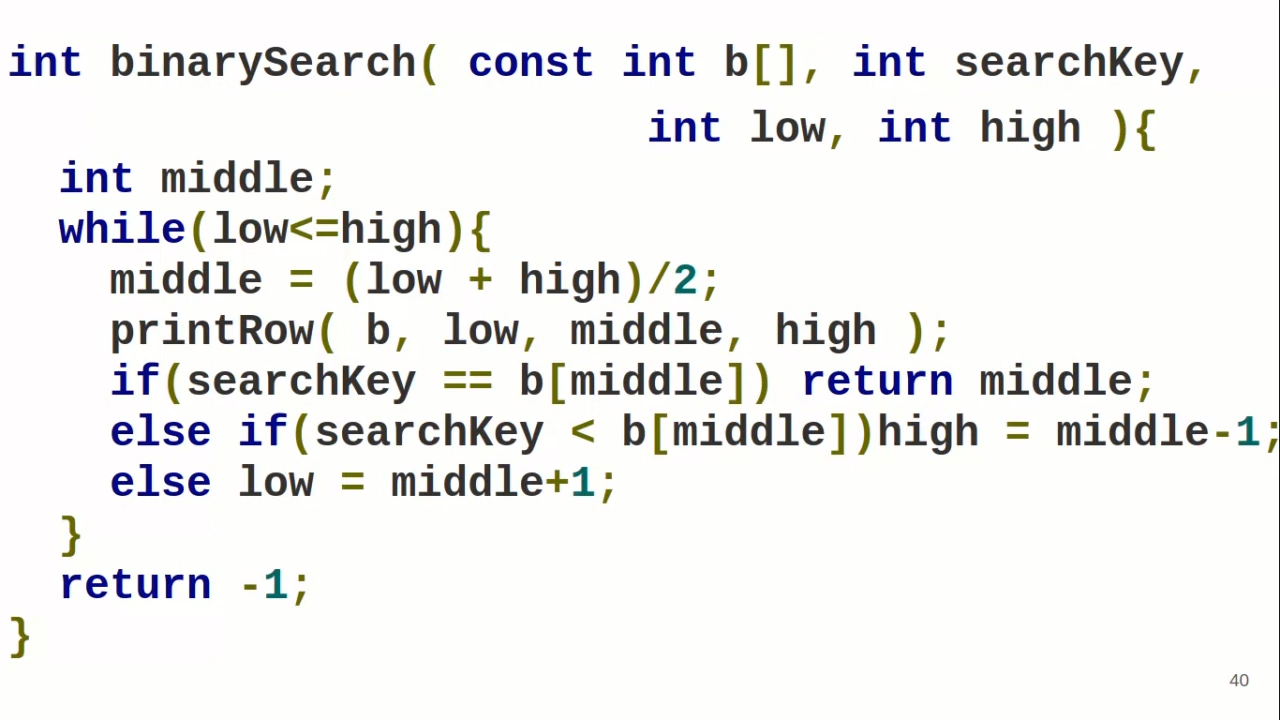 int binarySearch( const int b[], int searchKey,
int low, int high ){
int middle;
while(low<=high){
middle = (low + high)/2;
printRow( b, low, middle, high );
if(searchKey == b[middle]) return middle;
else if(searchKey < b[middle])high = middle-1;
else low = middle+1;
}
return -1;
}
40